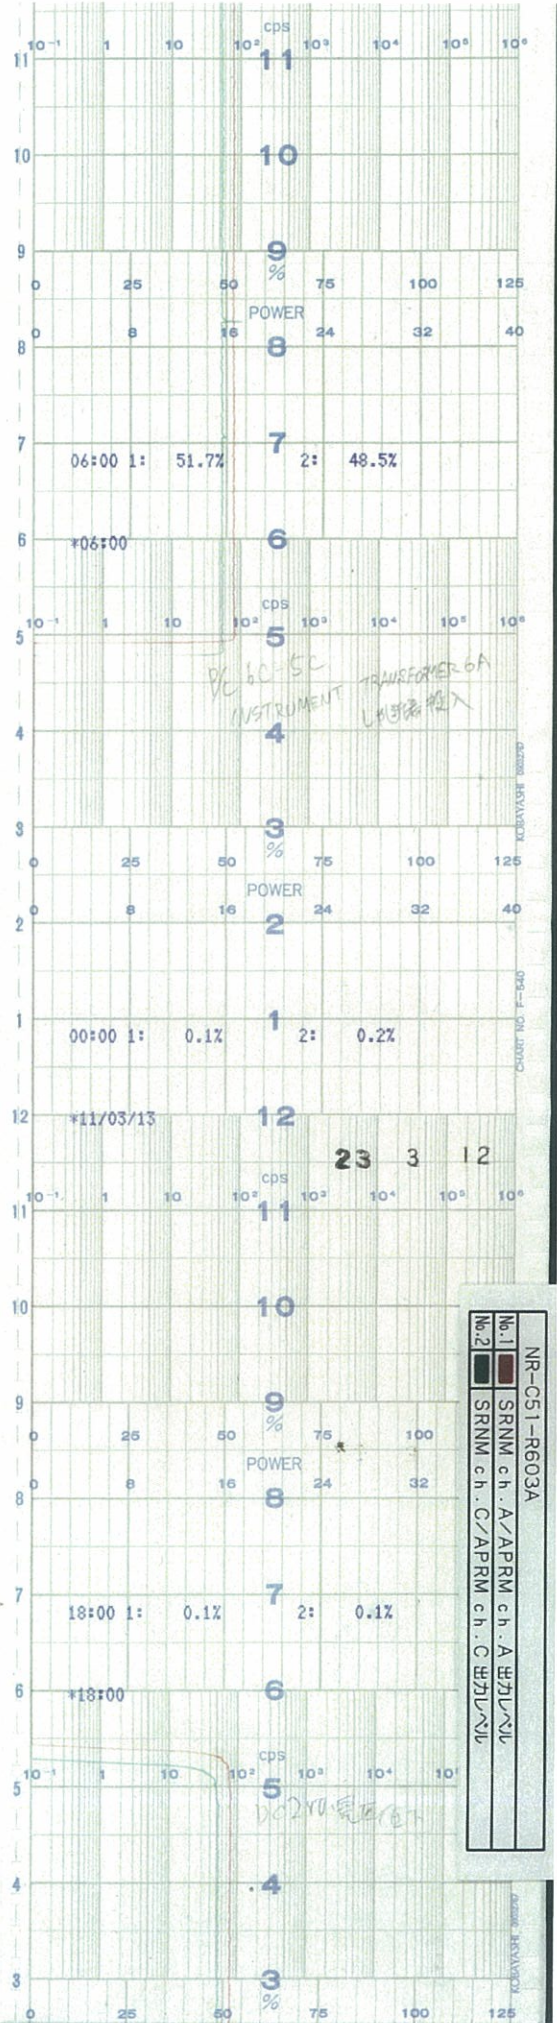 cps
10⁻¹ 1 10 10² 10³ 10⁴ 10⁵ 10⁶
11 11
10 10
9 9
%
0 25 50 75 100 125
POWER
0 8 16 24 32 40
8 8
7 7
06:00 1: 51.7% 2: 48.5%
6 *06:00 6
cps
10⁻¹ 1 10 10² 10³ 10⁴ 10⁵ 10⁶
5 5
P/C 6C-5C TRANSFOMER 6A
INSTRUMENT
4 4
3 3
%
0 25 50 75 100 125
POWER
0 8 16 24 32 40
2 2
1 1
00:00 1: 0.1% 2: 0.2%
CHART NO F-540
12 *11/03/13 12
23 3 12
cps
10⁻¹ 1 10 10² 10³ 10⁴ 10⁵ 10⁶
11 11
10 10
9 9
%
0 25 50 75 100
POWER
0 8 16 24 32
8 8
7 7
18:00 1: 0.1% 2: 0.1%
6 *18:00 6
NR-C51-R603A
No.1 SRNM ch.A/APRM ch.A 出力レベル
No.2 SRNM ch.C/APRM ch.C 出力レベル
cps
10⁻¹ 1 10 10² 10³ 10⁴
5 5
4 4
KOBAYASHI
3 3
%
0 25 50 75 100 125